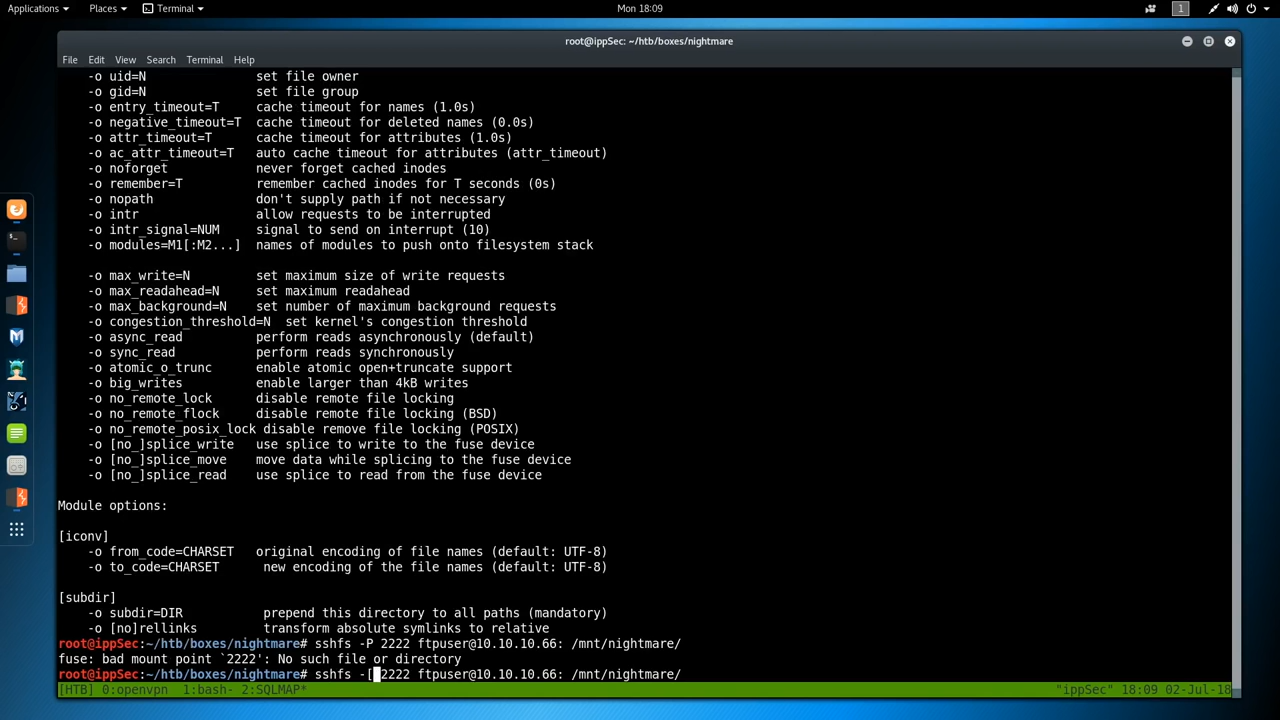 Applications Places Terminal Mon 18:09 1
root@ippSec: ~/htb/boxes/nightmare
File Edit View Search Terminal Help
-o uid=N set file owner
-o gid=N set file group
-o entry_timeout=T cache timeout for names (1.0s)
-o negative_timeout=T cache timeout for deleted names (0.0s)
-o attr_timeout=T cache timeout for attributes (1.0s)
-o ac_attr_timeout=T auto cache timeout for attributes (attr_timeout)
-o noforget never forget cached inodes
-o remember=T remember cached inodes for T seconds (0s)
-o nopath don't supply path if not necessary
-o intr allow requests to be interrupted
-o intr_signal=NUM signal to send on interrupt (10)
-o modules=M1[:M2...] names of modules to push onto filesystem stack
-o max_write=N set maximum size of write requests
-o max_readahead=N set maximum readahead
-o max_background=N set number of maximum background requests
-o congestion_threshold=N set kernel's congestion threshold
-o async_read perform reads asynchronously (default)
-o sync_read perform reads synchronously
-o atomic_o_trunc enable atomic open+truncate support
-o big_writes enable larger than 4kB writes
-o no_remote_lock disable remote file locking
-o no_remote_flock disable remote file locking (BSD)
-o no_remote_posix_lock disable remove file locking (POSIX)
-o [no_]splice_write use splice to write to the fuse device
-o [no_]splice_move move data while splicing to the fuse device
-o [no_]splice_read use splice to read from the fuse device
Module options:
[iconv]
-o from_code=CHARSET original encoding of file names (default: UTF-8)
-o to_code=CHARSET new encoding of the file names (default: UTF-8)
[subdir]
-o subdir=DIR prepend this directory to all paths (mandatory)
-o [no]rellinks transform absolute symlinks to relative
root@ippSec:~/htb/boxes/nightmare# sshfs -P 2222 ftpuser@10.10.10.66: /mnt/nightmare/
fuse: bad mount point `2222': No such file or directory
root@ippSec:~/htb/boxes/nightmare# sshfs -[ 2222 ftpuser@10.10.10.66: /mnt/nightmare/
[HTB] 0:openvpn 1:bash- 2:SQLMAP* "ippSec" 18:09 02-Jul-18